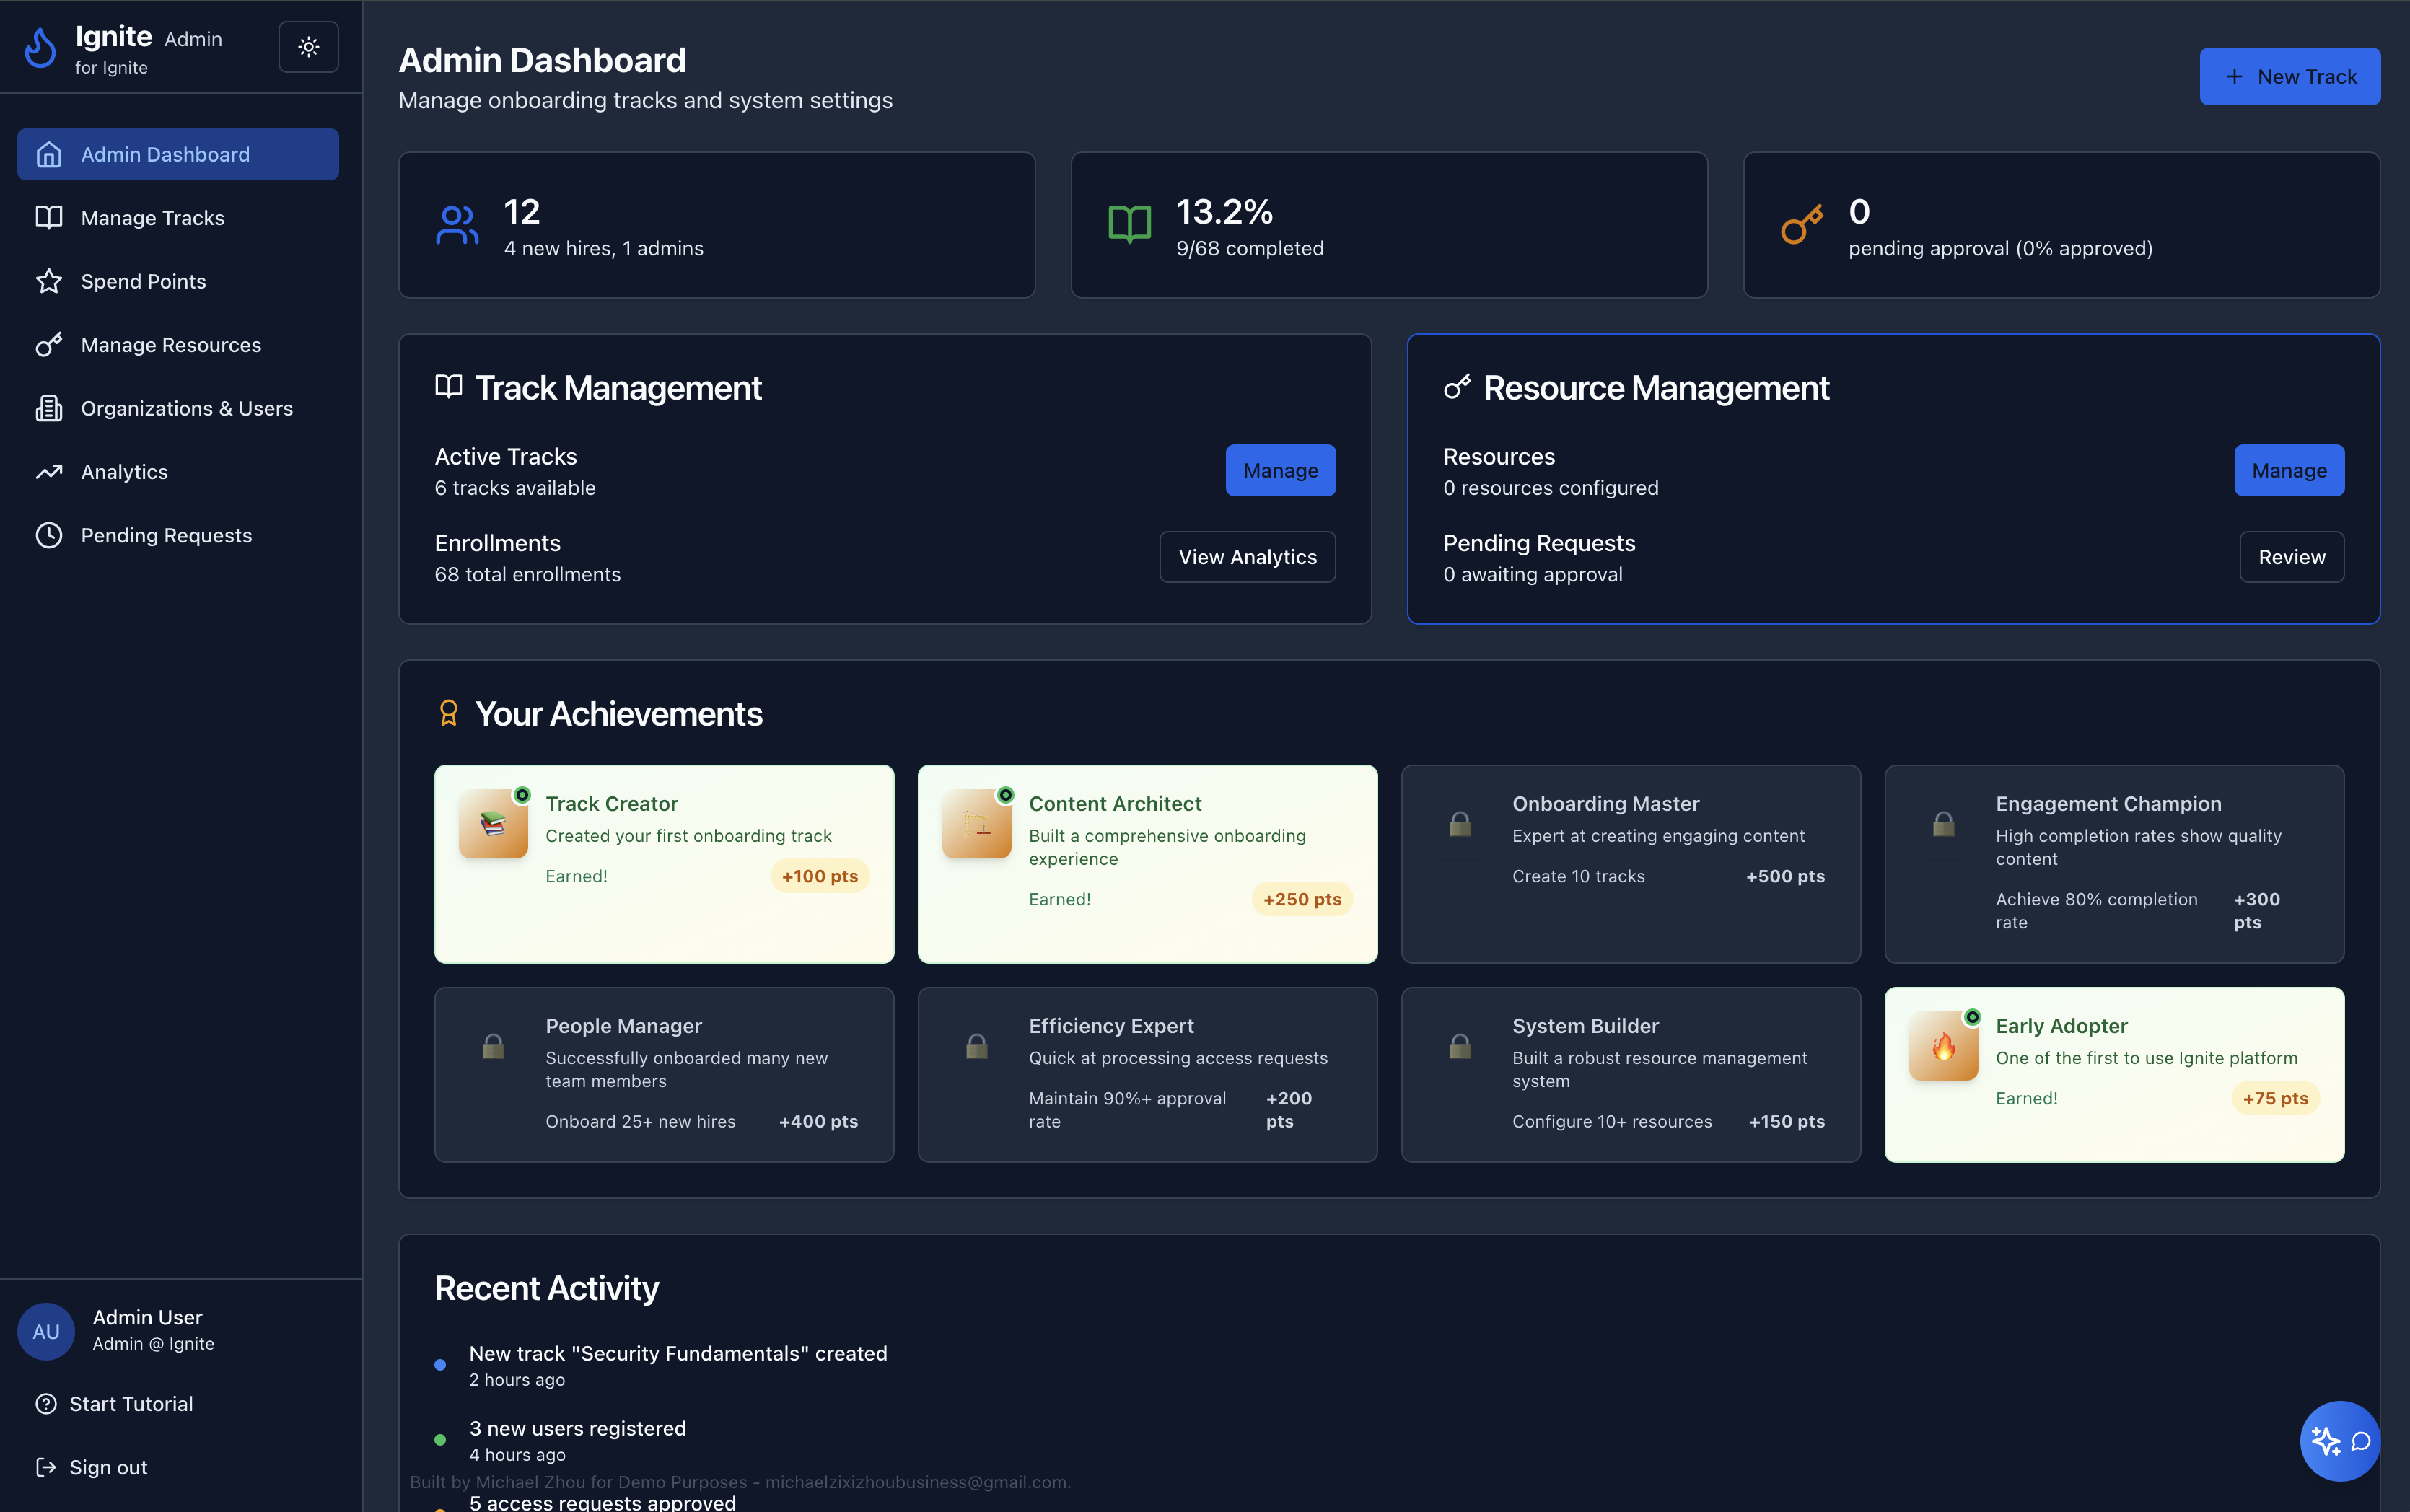 Ignite Admin
for Ignite
Admin Dashboard
Manage Tracks
Spend Points
Manage Resources
Organizations & Users
Analytics
Pending Requests
Admin Dashboard
Manage onboarding tracks and system settings
New Track
12
4 new hires, 1 admins
13.2%
9/68 completed
0
pending approval (0% approved)
Track Management
Active Tracks
6 tracks available
Manage
Enrollments
68 total enrollments
View Analytics
Resource Management
Resources
0 resources configured
Manage
Pending Requests
0 awaiting approval
Review
Your Achievements
Track Creator
Created your first onboarding track
Earned!
+100 pts
Content Architect
Built a comprehensive onboarding
experience
Earned!
+250 pts
Onboarding Master
Expert at creating engaging content
Create 10 tracks
+500 pts
Engagement Champion
High completion rates show quality
content
Achieve 80% completion
rate
+300
pts
People Manager
Successfully onboarded many new
team members
Onboard 25+ new hires
+400 pts
Efficiency Expert
Quick at processing access requests
Maintain 90%+ approval
rate
+200
pts
System Builder
Built a robust resource management
system
Configure 10+ resources
+150 pts
Early Adopter
One of the first to use Ignite platform
Earned!
+75 pts
Recent Activity
New track "Security Fundamentals" created
2 hours ago
3 new users registered
4 hours ago
Built by Michael Zhou for Demo Purposes - michaelzixizhoubusiness@gmail.com.
5 access requests approved
AU
Admin User
Admin @ Ignite
Start Tutorial
Sign out